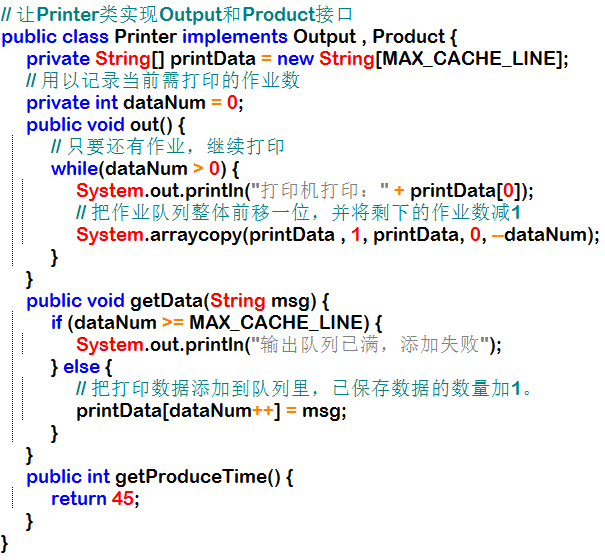 // 让Printer类实现Output和Product接口
public class Printer implements Output , Product {
private String[] printData = new String[MAX_CACHE_LINE];
// 用以记录当前需打印的作业数
private int dataNum = 0;
public void out() {
// 只要还有作业，继续打印
while(dataNum > 0) {
System.out.println("打印机打印：" + printData[0]);
// 把作业队列整体前移一位，并将剩下的作业数减1
System.arraycopy(printData , 1, printData, 0, --dataNum);
}
}
public void getData(String msg) {
if (dataNum >= MAX_CACHE_LINE) {
System.out.println("输出队列已满，添加失败");
} else {
// 把打印数据添加到队列里，已保存数据的数量加1。
printData[dataNum++] = msg;
}
}
public int getProduceTime() {
return 45;
}
}